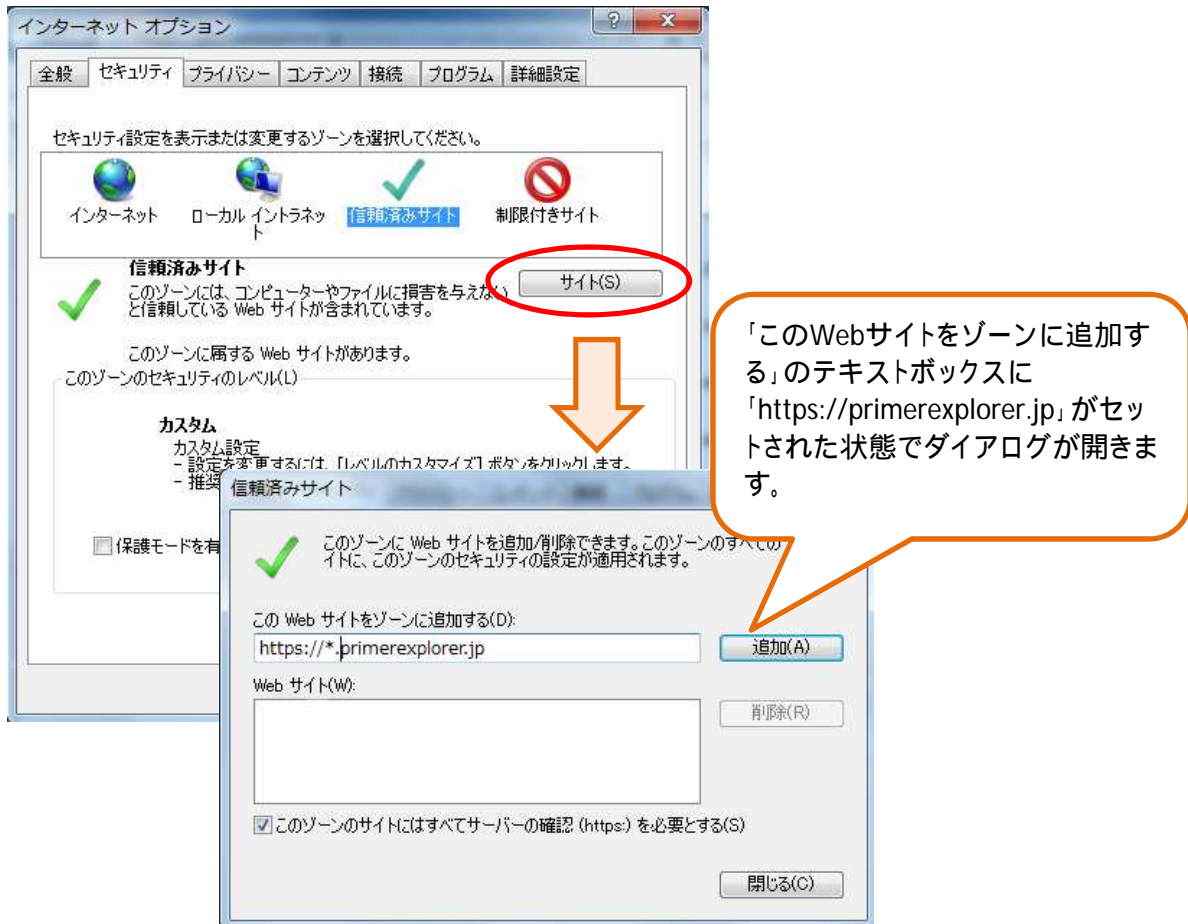 インターネット オプション
全般 セキュリティ プライバシー コンテンツ 接続 プログラム 詳細設定
セキュリティ設定を表示または変更するゾーンを選択してください。
インターネット
ローカル イントラネッ
ト
信頼済みサイト
制限付きサイト
信頼済みサイト
このゾーンには、コンピューターやファイルに損害を与えない
と信頼している Web サイトが含まれています。
サイト(S)
このゾーンに属する Web サイトがあります。
このゾーンのセキュリティのレベル(L)
カスタム
カスタム設定
- 設定を変更するには、[レベルのカスタマイズ] ボタンをクリックします。
- 推奨
保護モードを有
「このWebサイトをゾーンに追加す
る」のテキストボックスに
「https://primerexplorer.jp」がセッ
トされた状態でダイアログが開きま
す。
信頼済みサイト
このゾーンに Web サイトを追加/削除できます。このゾーンのすべての
イトに、このゾーンのセキュリティの設定が適用されます。
この Web サイトをゾーンに追加する(D):
https://*.primerexplorer.jp
追加(A)
Web サイト(W):
削除(R)
このゾーンのサイトにはすべてサーバーの確認 (https:) を必要とする(S)
閉じる(C)